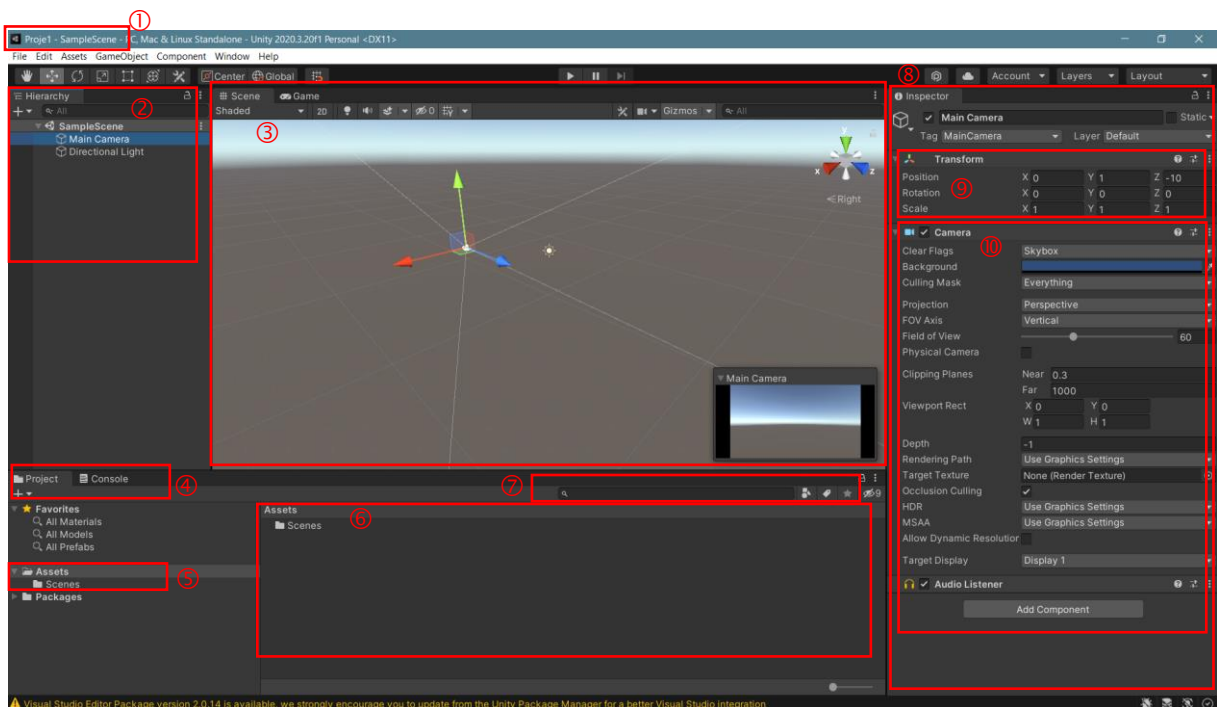 ①
Proje1 - SampleScene - PC, Mac & Linux Standalone - Unity 2020.3.20f1 Personal <DX11>
File Edit Assets GameObject Component Window Help
Center Global
⑧ Account Layers Layout
Hierarchy
②
All
SampleScene
Main Camera
Directional Light
Scene Game
Shaded 2D 0 Gizmos All
③
y
x z
Right
Main Camera
Inspector
Main Camera Static
Tag MainCamera Layer Default
Transform
Position X 0 Y 1 Z -10
Rotation X 0 Y 0 Z 0
⑨
Scale X 1 Y 1 Z 1
Camera
⑩
Clear Flags Skybox
Background
Culling Mask Everything
Projection Perspective
FOV Axis Vertical
Field of View 60
Physical Camera
Clipping Planes Near 0.3
Far 1000
Viewport Rect X 0 Y 0
W 1 H 1
Depth -1
Rendering Path Use Graphics Settings
Target Texture None (Render Texture)
Occlusion Culling
HDR Use Graphics Settings
MSAA Use Graphics Settings
Allow Dynamic Resolution
Target Display Display 1
Audio Listener
Add Component
Project Console
④
⑦
9
Favorites
All Materials
All Models
All Prefabs
Assets
Scenes
⑤
Packages
Assets
⑥
Scenes
Visual Studio Editor Package version 2.0.14 is available, we strongly encourage you to update from the Unity Package Manager for a better Visual Studio integration